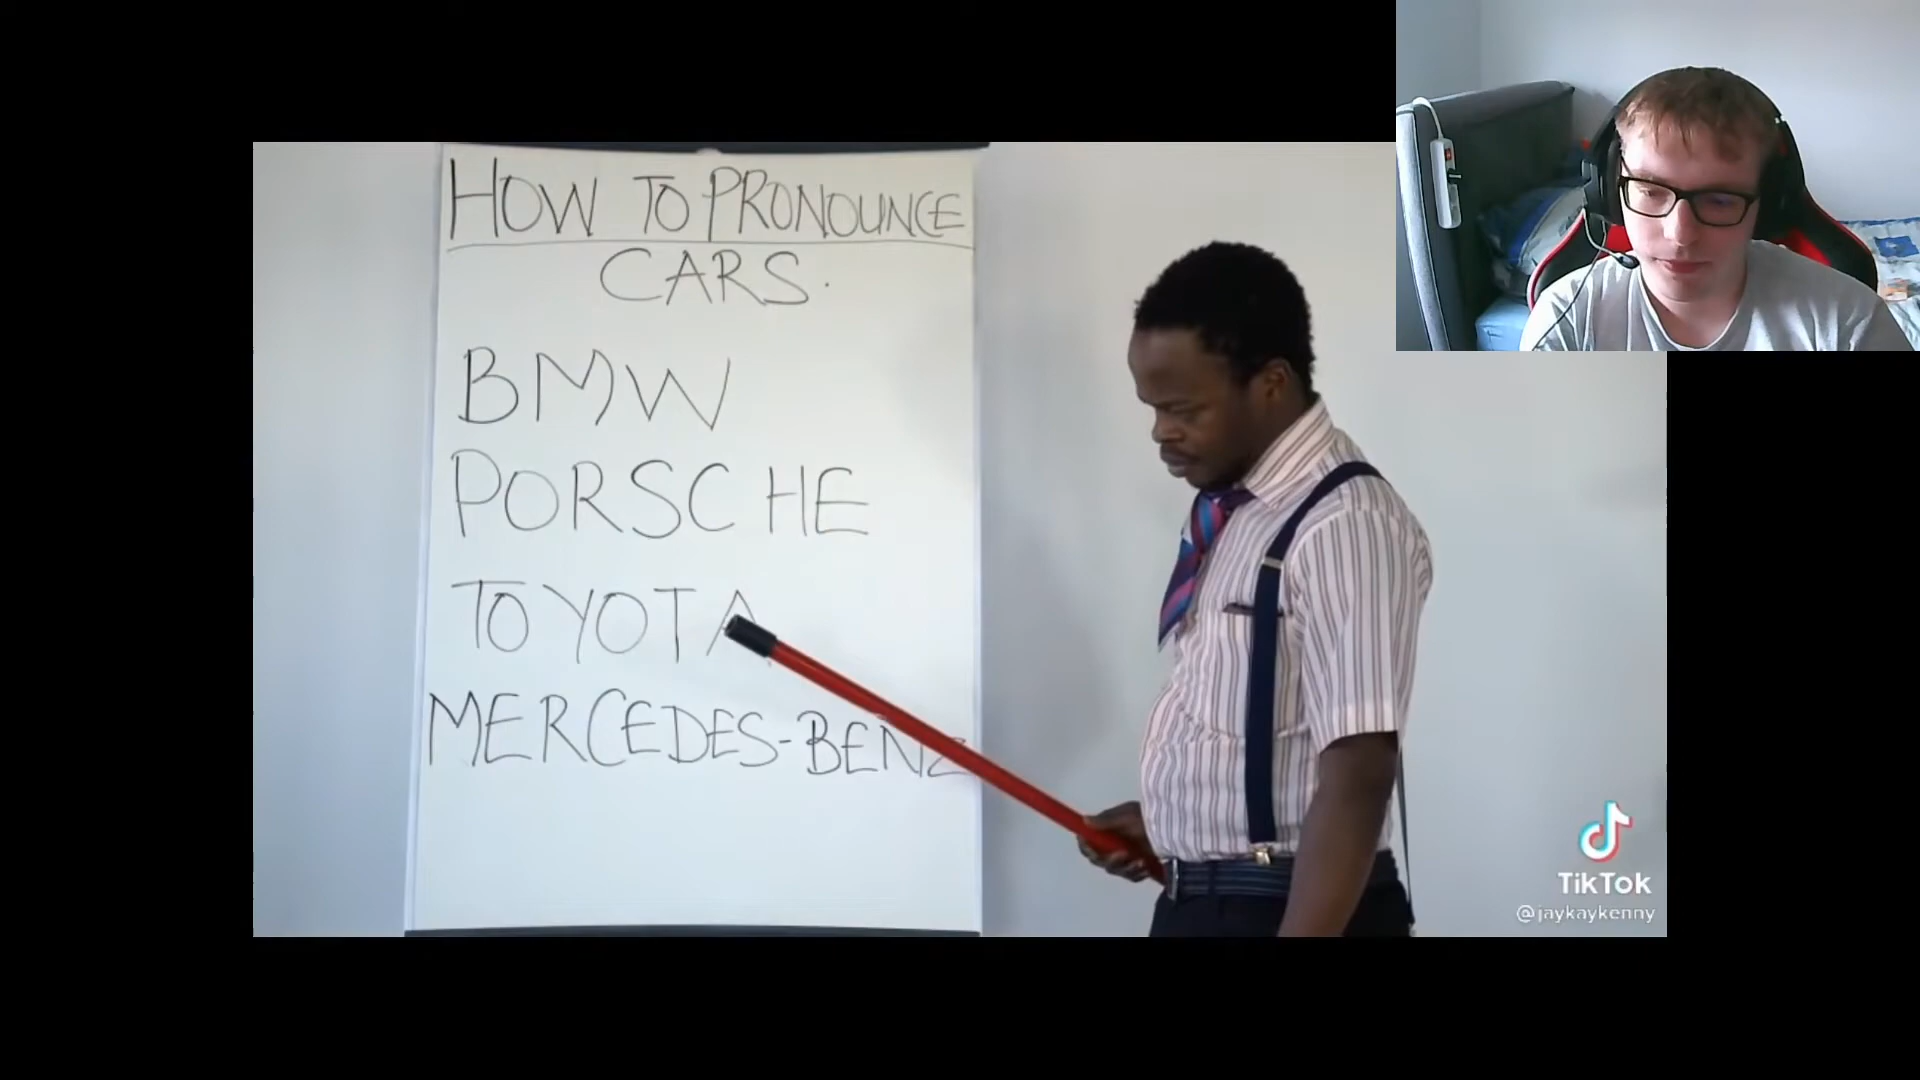 HOW TO PRONOUNCE
CARS.
BMW
PORSCHE
TOYOTA
MERCEDES-BENZ
TikTok
@jaykaykenny